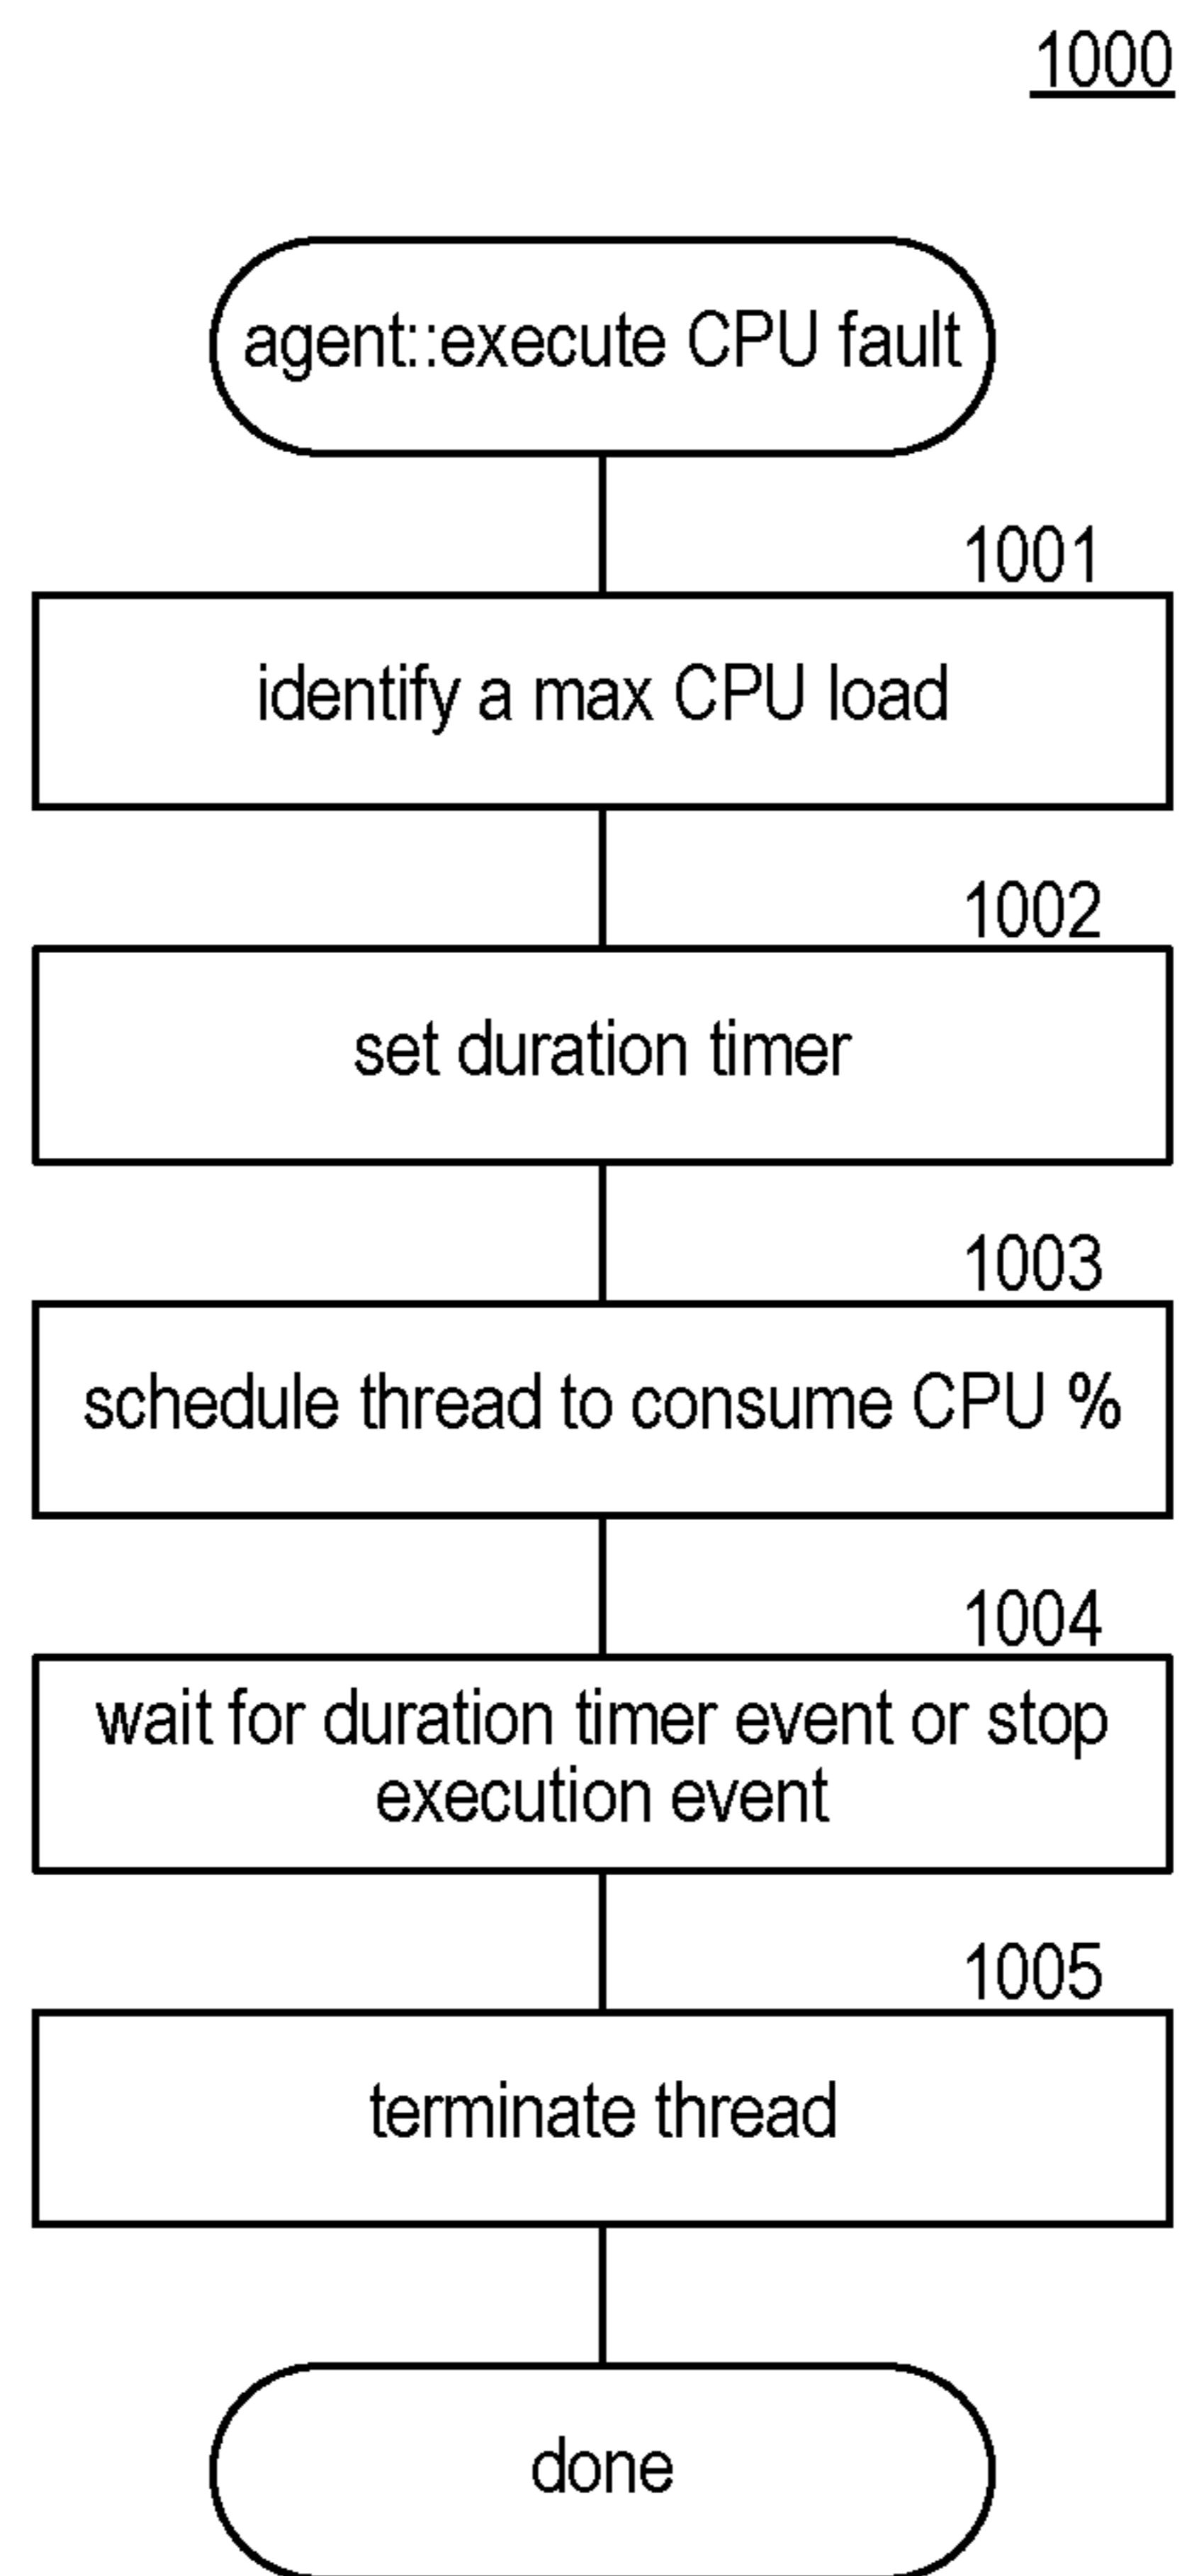 1000
agent::execute CPU fault
1001
identify a max CPU load
1002
set duration timer
1003
schedule thread to consume CPU %
1004
wait for duration timer event or stop
execution event
1005
terminate thread
done